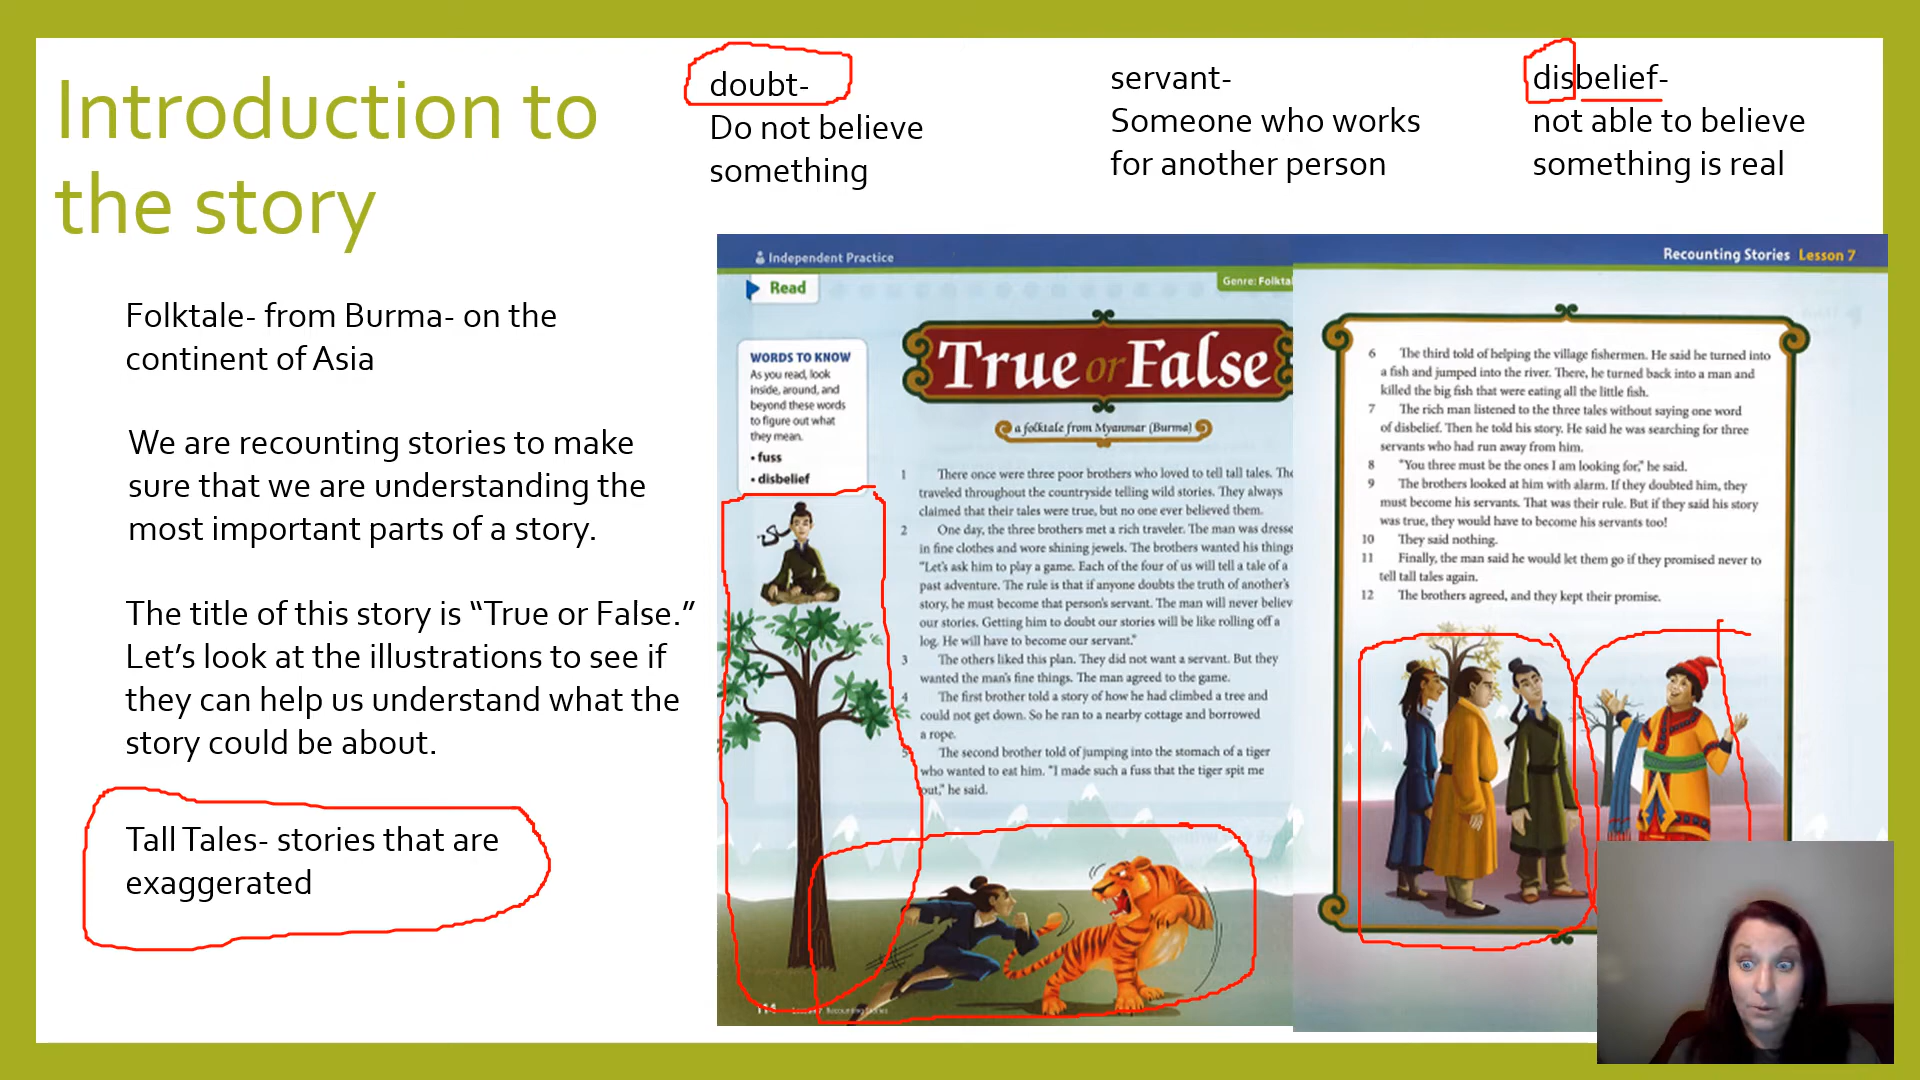 Introduction to
the story
doubt-
Do not believe
something
servant-
Someone who works
for another person
disbelief-
not able to believe
something is real
Folktale- from Burma- on the
continent of Asia
We are recounting stories to make
sure that we are understanding the
most important parts of a story.
The title of this story is “True or False.”
Let’s look at the illustrations to see if
they can help us understand what the
story could be about.
Tall Tales- stories that are
exaggerated
Independent Practice
Read
Genre: Folkta
WORDS TO KNOW
As you read, look
inside, around, and
beyond these words
to figure out what
they mean.
• fuss
• disbelief
True or False
a folktale from Myanmar (Burma)
1 There once were three poor brothers who loved to tell tall tales. The
traveled throughout the countryside telling wild stories. They always
claimed that their tales were true, but no one ever believed them.
2 One day, the three brothers met a rich traveler. The man was dresse
in fine clothes and wore shining jewels. The brothers wanted his things
"Let's ask him to play a game. Each of the four of us will tell a tale of a
past adventure. The rule is that if anyone doubts the truth of another's
story, he must become that person's servant. The man will never believ
our stories. Getting him to doubt our stories will be like rolling off a
log. He will have to become our servant."
3 The others liked this plan. They did not want a servant. But they
wanted the man's fine things. The man agreed to the game.
4 The first brother told a story of how he had climbed a tree and
could not get down. So he ran to a nearby cottage and borrowed
a rope.
5 The second brother told of jumping into the stomach of a tiger
who wanted to eat him. "I made such a fuss that the tiger spit me
out," he said.
Recounting Stories Lesson 7
6 The third told of helping the village fishermen. He said he turned into
a fish and jumped into the river. There, he turned back into a man and
killed the big fish that were eating all the little fish.
7 The rich man listened to the three tales without saying one word
of disbelief. Then he told his story. He said he was searching for three
servants who had run away from him.
8 "You three must be the ones I am looking for," he said.
9 The brothers looked at him with alarm. If they doubted him, they
must become his servants. That was their rule. But if they said his story
was true, they would have to become his servants too!
10 They said nothing.
11 Finally, the man said he would let them go if they promised never to
tell tall tales again.
12 The brothers agreed, and they kept their promise.